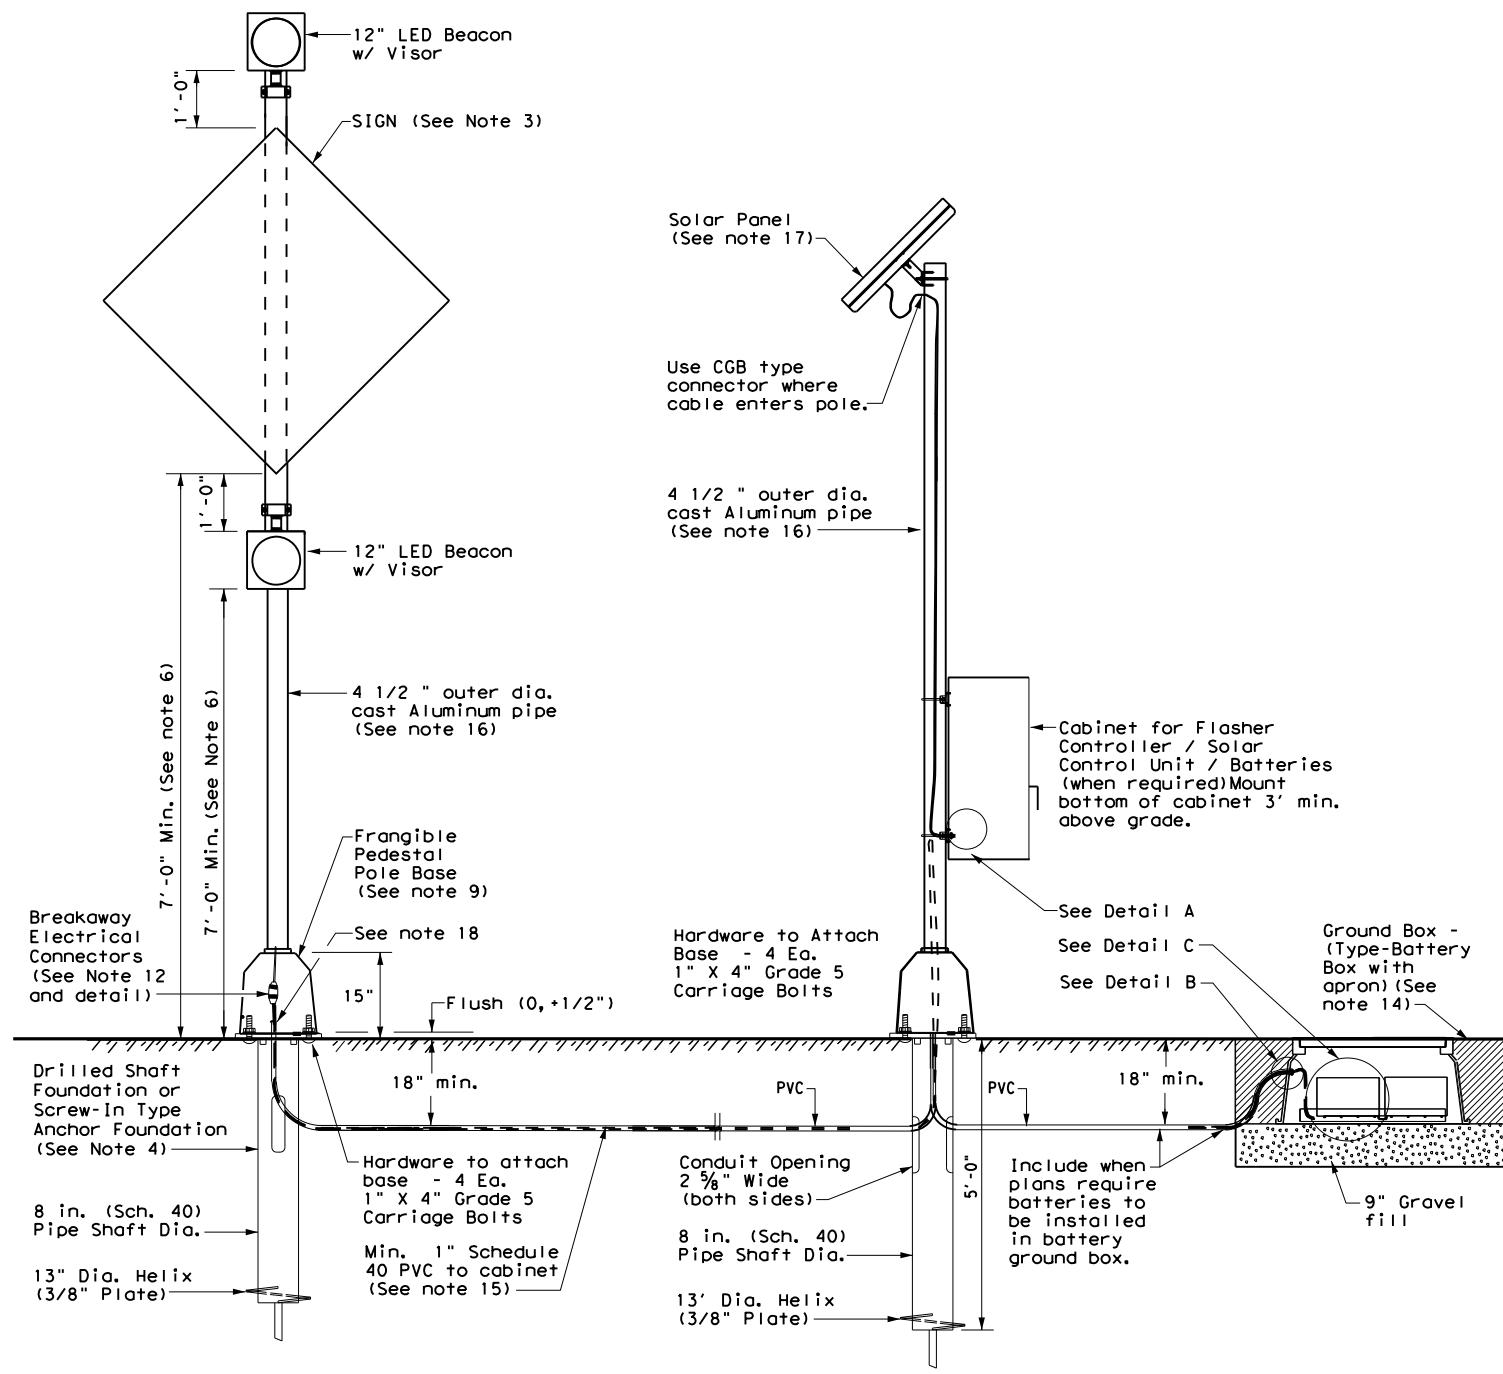 12" LED Beacon
w/ Visor
1'-0"
SIGN (See Note 3)
Solar Panel
(See note 17)
Use CGB type
connector where
cable enters pole.
1'-0"
4 1/2 " outer dia.
cast Aluminum pipe
(See note 16)
12" LED Beacon
w/ Visor
7'-0" Min. (See note 6)
7'-0" Min. (See Note 6)
4 1/2 " outer dia.
cast Aluminum pipe
(See note 16)
Cabinet for Flasher
Controller / Solar
Control Unit / Batteries
(when required)Mount
bottom of cabinet 3' min.
above grade.
Frangible
Pedestal
Pole Base
(See note 9)
Breakaway
Electrical
Connectors
(See Note 12
and detail)
See note 18
15"
Flush (0, +1/2")
Hardware to Attach
Base - 4 Ea.
1" X 4" Grade 5
Carriage Bolts
See Detail A
See Detail C
See Detail B
Ground Box -
(Type-Battery
Box with
apron) (See
note 14)
Drilled Shaft
Foundation or
Screw-In Type
Anchor Foundation
(See Note 4)
18" min.
PVC
PVC
18" min.
8 in. (Sch. 40)
Pipe Shaft Dia.
13" Dia. Helix
(3/8" Plate)
Hardware to attach
base - 4 Ea.
1" X 4" Grade 5
Carriage Bolts
Min. 1" Schedule
40 PVC to cabinet
(See note 15)
Conduit Opening
2 5/8" Wide
(both sides)
8 in. (Sch. 40)
Pipe Shaft Dia.
13' Dia. Helix
(3/8" Plate)
5'-0"
Include when
plans require
batteries to
be installed
in battery
ground box.
9" Gravel
fill